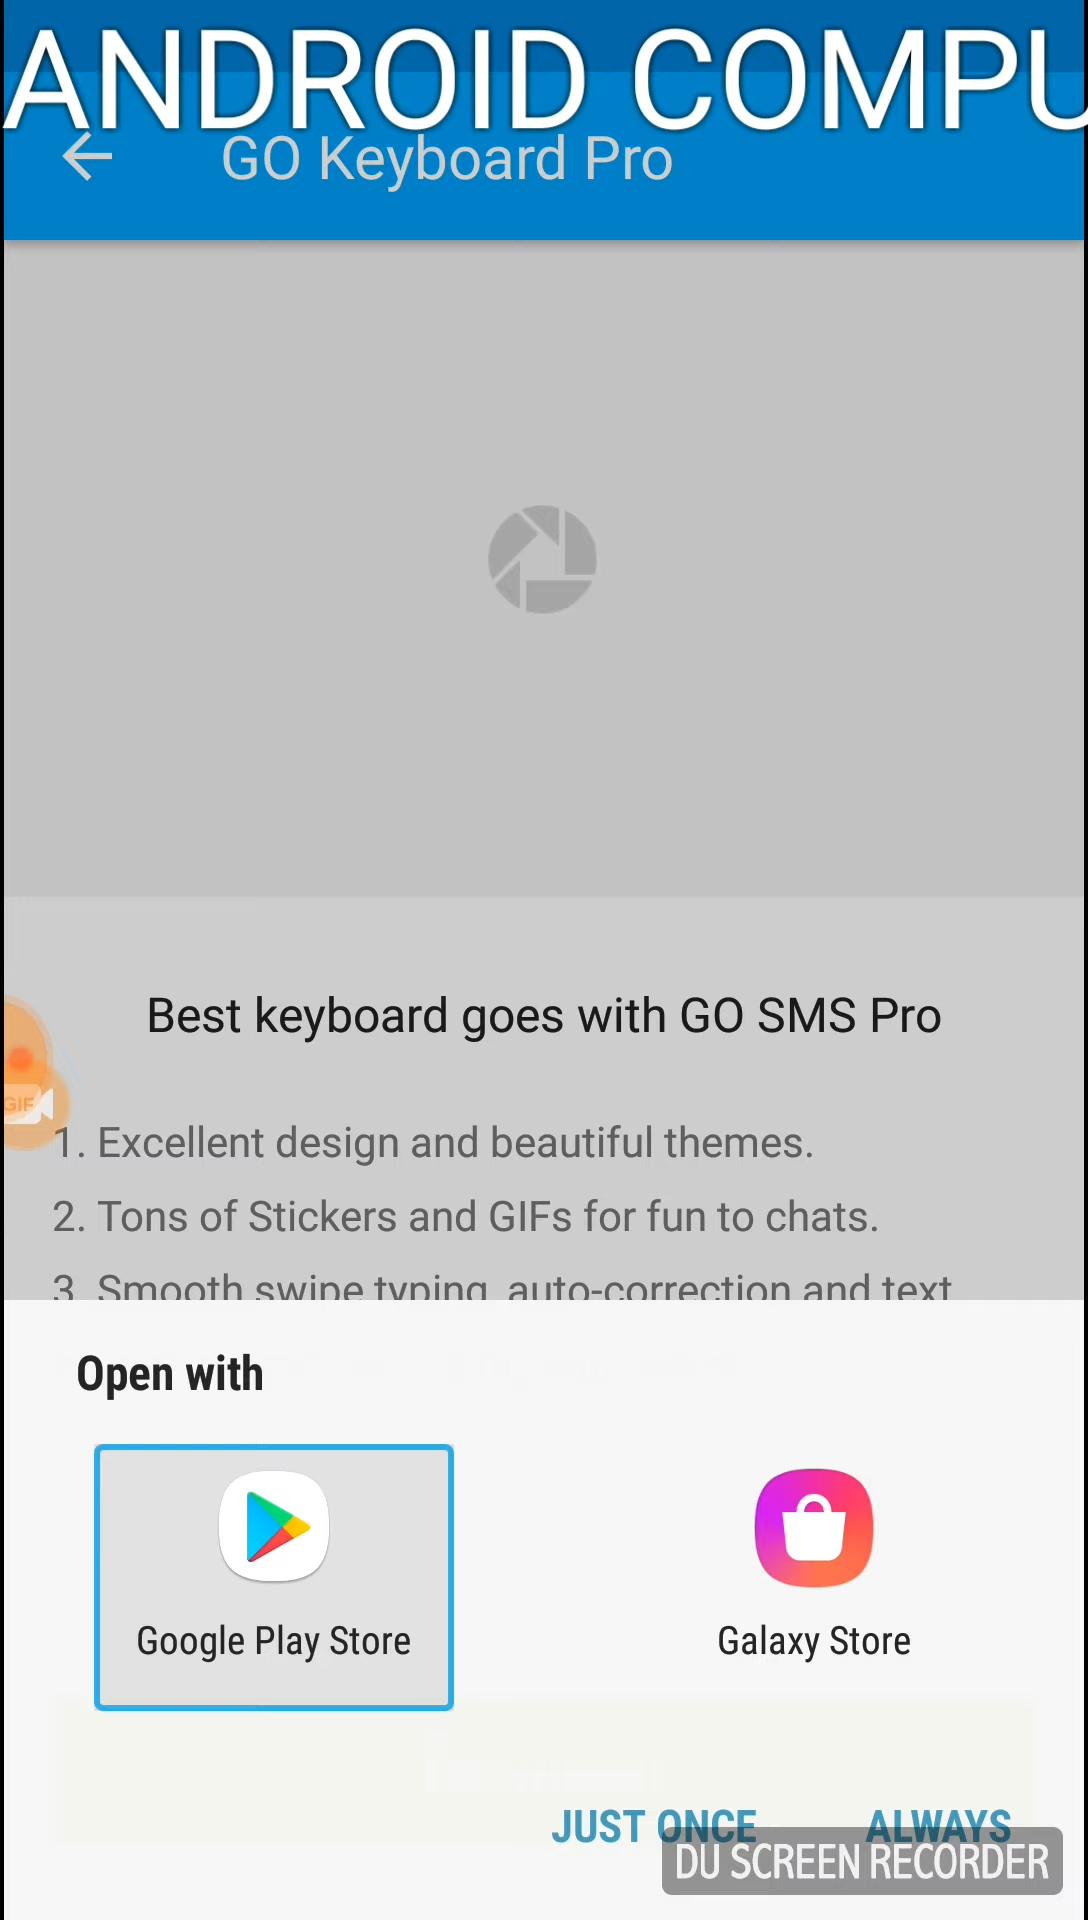 ANDROID COMPU
GO Keyboard Pro
Best keyboard goes with GO SMS Pro
GIF
1. Excellent design and beautiful themes.
2. Tons of Stickers and GIFs for fun to chats.
3. Smooth swipe typing, auto-correction and text
Open with
Google Play Store
Galaxy Store
JUST ONCE
ALWAYS
DU SCREEN RECORDER